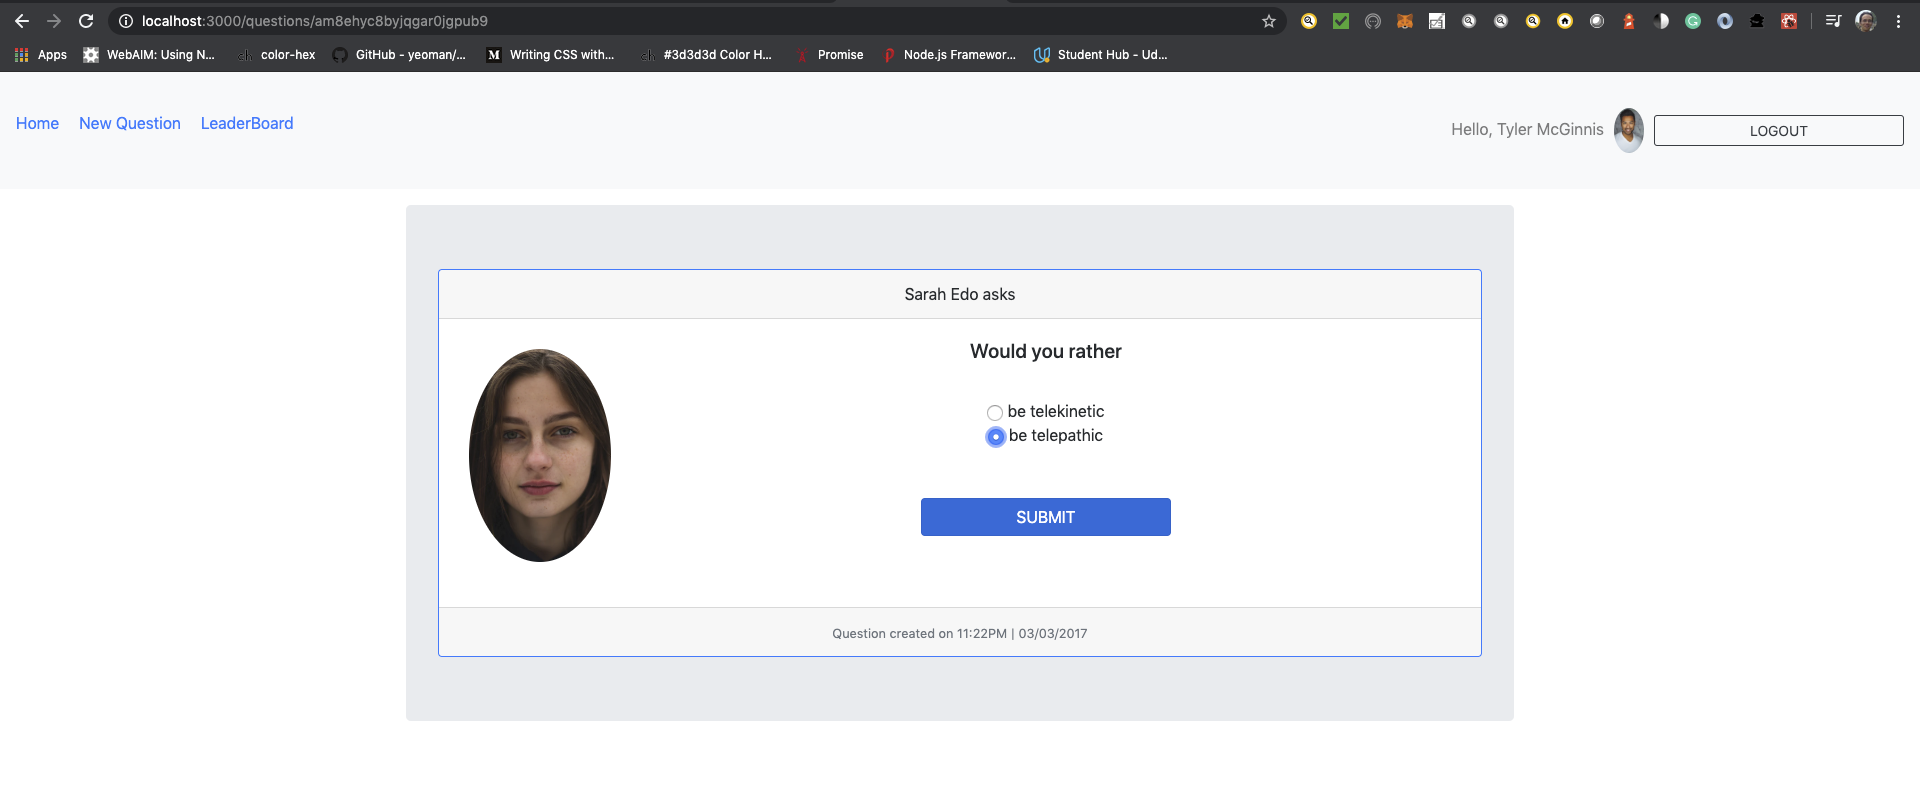 localhost:3000/questions/am8ehyc8byjqgar0jgpub9
Apps WebAIM: Using N... ch color-hex GitHub - yeoman/... M Writing CSS with... ch #3d3d3d Color H... Promise Node.js Framewor... Student Hub - Ud...
Home New Question LeaderBoard
Hello, Tyler McGinnis LOGOUT
Sarah Edo asks
Would you rather
be telekinetic
be telepathic
SUBMIT
Question created on 11:22PM | 03/03/2017